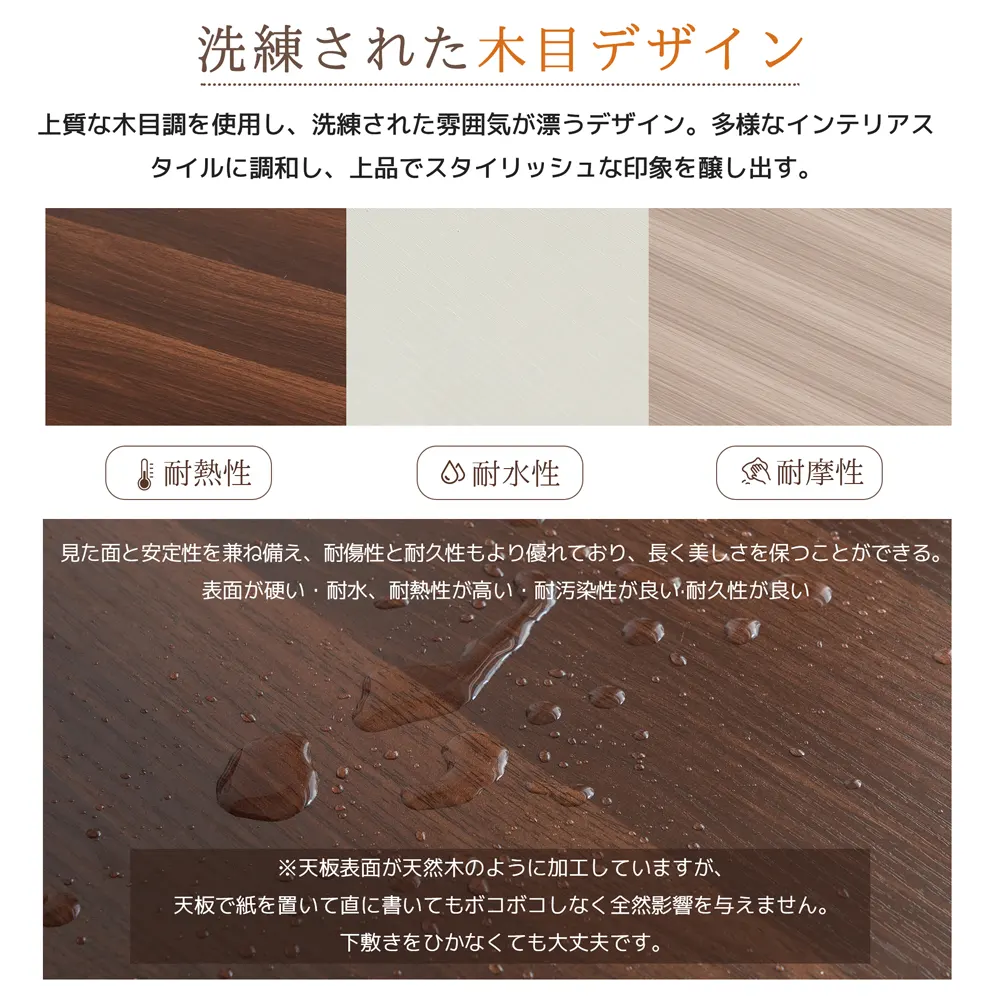 洗練された木目デザイン
上質な木目調を使用し、洗練された雰囲気が漂うデザイン。多様なインテリアス
タイルに調和し、上品でスタイリッシュな印象を醸し出す。
耐熱性
耐水性
耐摩性
見た面と安定性を兼ね備え、耐傷性と耐久性もより優れており、長く美しさを保つことができる。
表面が硬い・耐水、耐熱性が高い・耐汚染性が良い・耐久性が良い
※天板表面が天然木のように加工していますが、
天板で紙を置いて直に書いてもボコボコしなく全然影響を与えません。
下敷きをひかなくても大丈夫です。